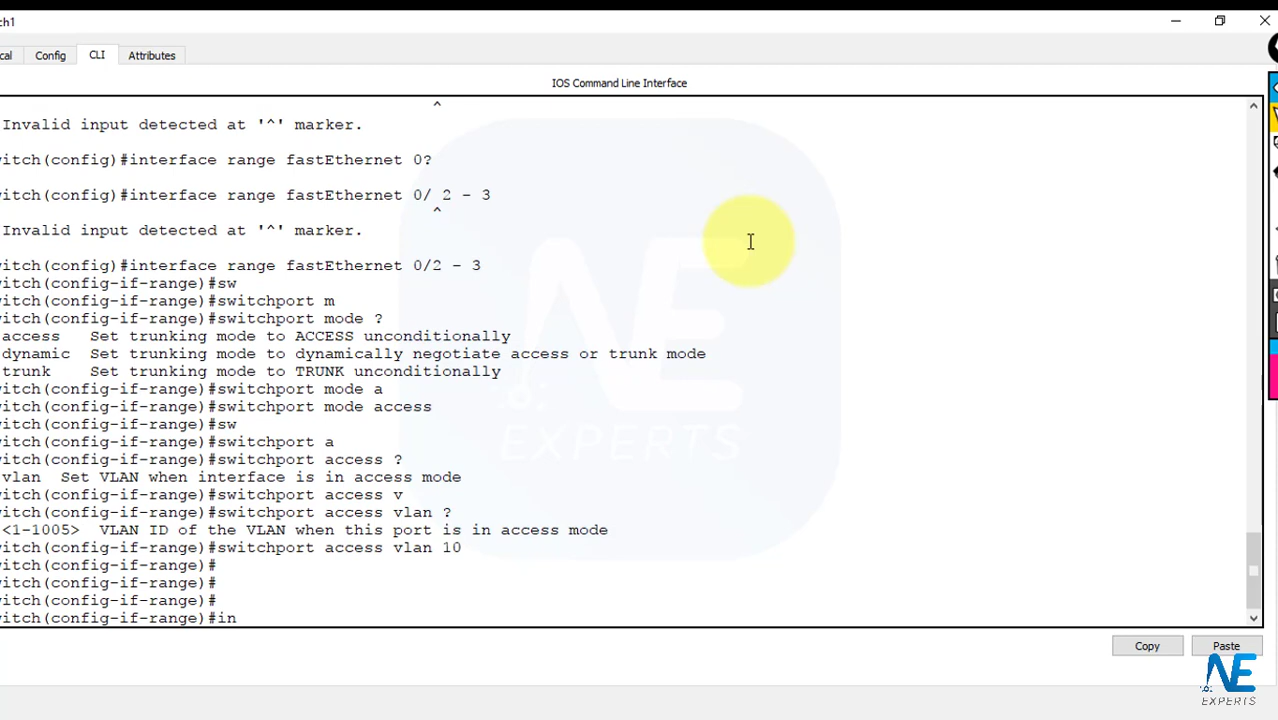 ch1
cal
Config
CLI
Attributes
IOS Command Line Interface
^
Invalid input detected at '^' marker.
itch(config)#interface range fastEthernet 0?
itch(config)#interface range fastEthernet 0/ 2 - 3
^
Invalid input detected at '^' marker.
itch(config)#interface range fastEthernet 0/2 - 3
itch(config-if-range)#sw
itch(config-if-range)#switchport m
itch(config-if-range)#switchport mode ?
access Set trunking mode to ACCESS unconditionally
dynamic Set trunking mode to dynamically negotiate access or trunk mode
trunk Set trunking mode to TRUNK unconditionally
itch(config-if-range)#switchport mode a
itch(config-if-range)#switchport mode access
itch(config-if-range)#sw
itch(config-if-range)#switchport a
itch(config-if-range)#switchport access ?
vlan Set VLAN when interface is in access mode
itch(config-if-range)#switchport access v
itch(config-if-range)#switchport access vlan ?
<1-1005> VLAN ID of the VLAN when this port is in access mode
itch(config-if-range)#switchport access vlan 10
itch(config-if-range)#
itch(config-if-range)#
itch(config-if-range)#
itch(config-if-range)#in
Copy
Paste
NE
EXPERTS
NE
EXPERTS